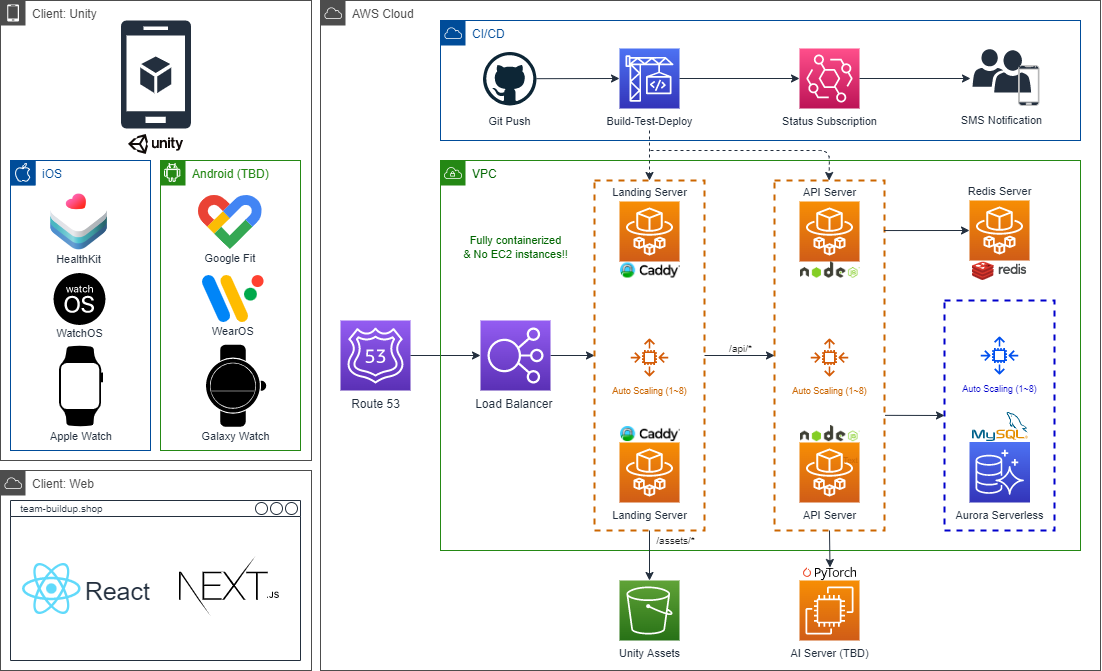 Client: Unity
unity
iOS
HealthKit
watch
OS
WatchOS
Apple Watch
Android (TBD)
Google Fit
WearOS
Galaxy Watch
Client: Web
team-buildup.shop
React
NEXT.JS
AWS Cloud
CI/CD
Git Push
Build-Test-Deploy
Status Subscription
SMS Notification
VPC
Fully containerized
& No EC2 instances!!
Route 53
53
Load Balancer
Landing Server
Caddy
Auto Scaling (1~8)
Caddy
Landing Server
/api/*
API Server
node
JS
Auto Scaling (1~8)
node
JS
API Server
Redis Server
redis
Auto Scaling (1~8)
MySQL
Aurora Serverless
/assets/*
Unity Assets
PyTorch
AI Server (TBD)